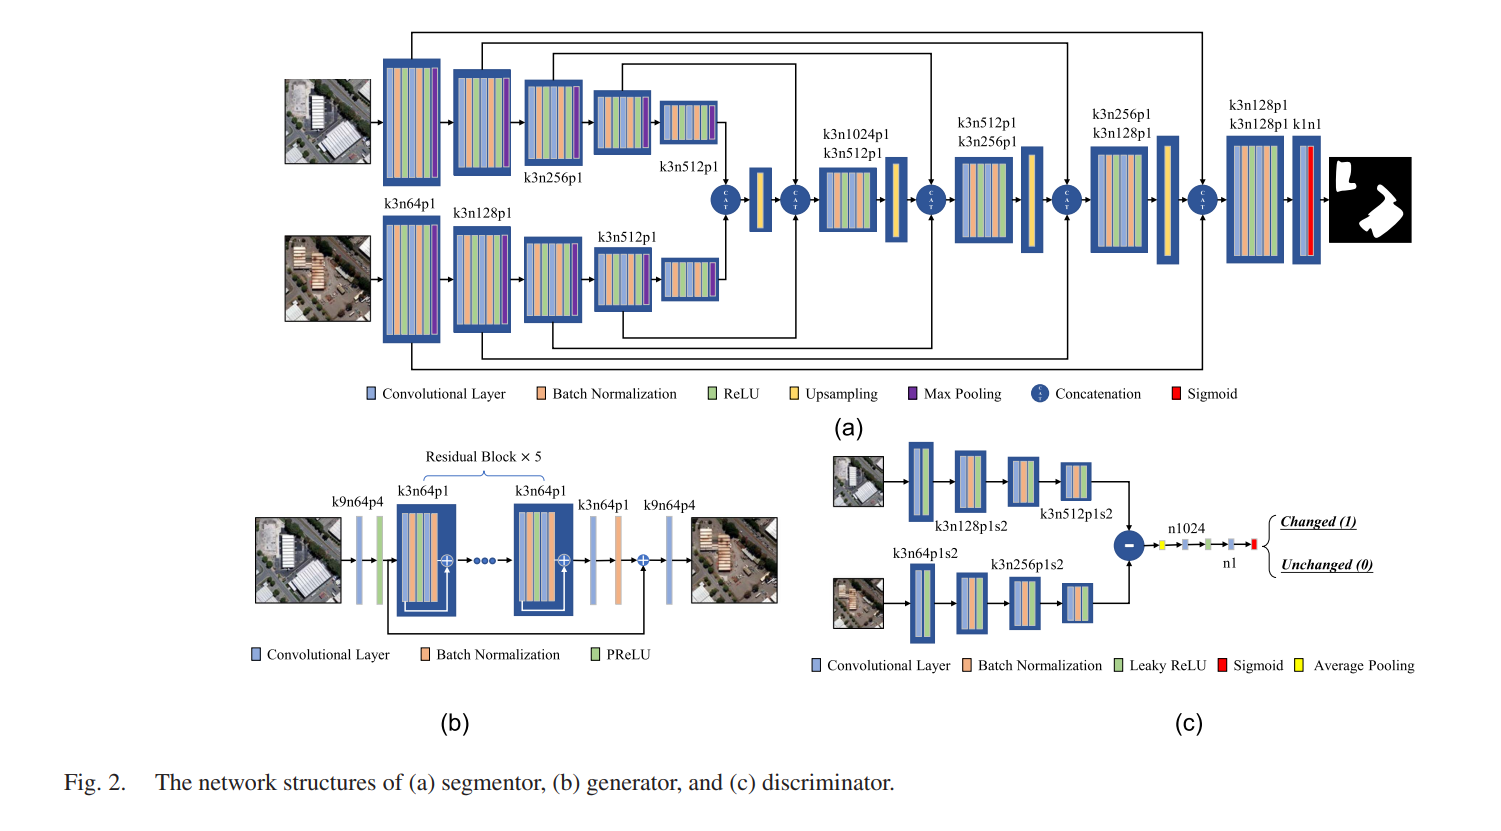 k3n128p1
k3n256p1
k3n128p1 k1n1
k3n512p1
k3n128p1
k3n1024p1
k3n256p1
k3n512p1
k3n512p1
k3n256p1
C
A
T
C
A
T
C
A
T
C
A
T
C
A
T
k3n64p1
k3n128p1
k3n512p1
Convolutional Layer
Batch Normalization
ReLU
Upsampling
Max Pooling
C
A
T
Concatenation
Sigmoid
(a)
Residual Block × 5
k3n64p1
k3n64p1
k9n64p4
k3n64p1
k9n64p4
Convolutional Layer
Batch Normalization
PReLU
(b)
k3n128p1s2
k3n512p1s2
k3n64p1s2
k3n256p1s2
-
n1024
n1
Changed (1)
Unchanged (0)
Convolutional Layer
Batch Normalization
Leaky ReLU
Sigmoid
Average Pooling
(c)
Fig. 2. The network structures of (a) segmentor, (b) generator, and (c) discriminator.